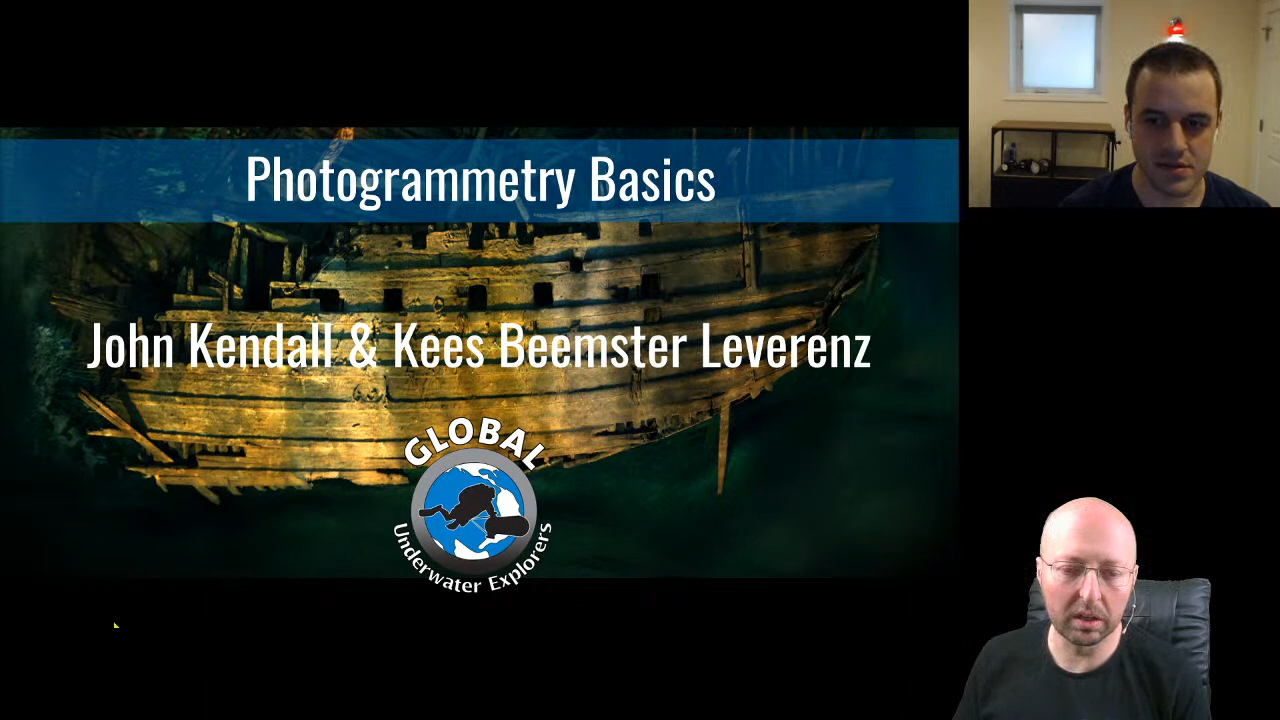 Photogrammetry Basics
John Kendall & Kees Beemster Leverenz
GLOBAL
Underwater Explorers